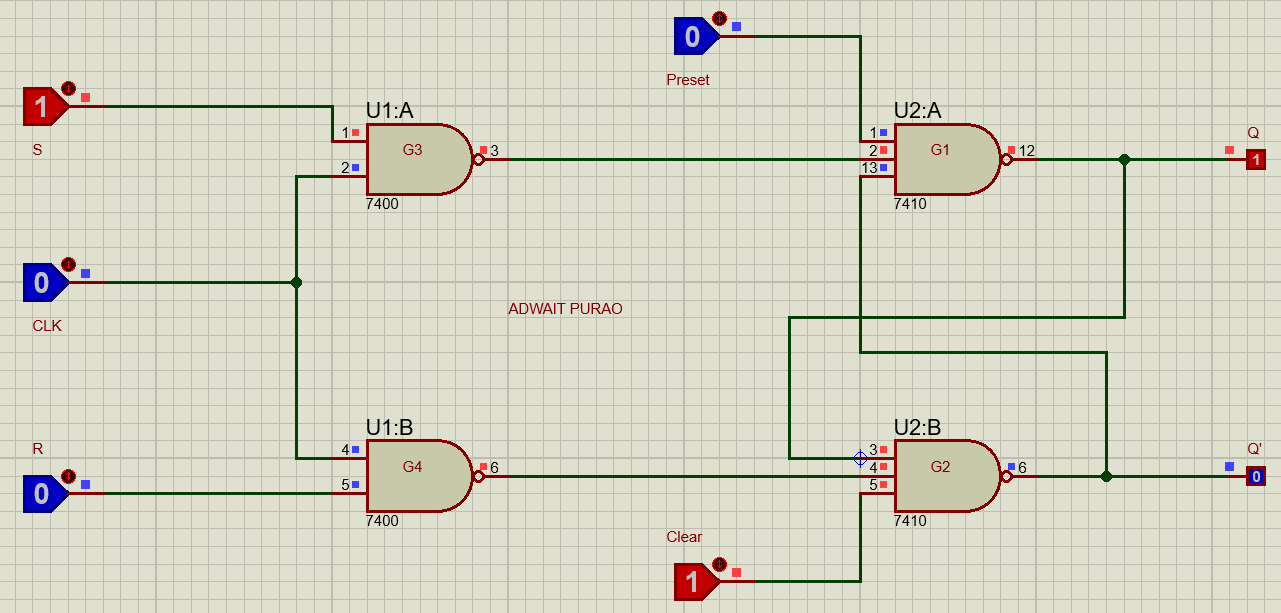 0
Preset
1
S
U1:A
1
2
G3
3
7400
U2:A
1
2
13
G1
12
7410
Q
1
0
CLK
ADWAIT PURAO
R
0
U1:B
4
5
G4
6
7400
U2:B
3
4
5
G2
6
7410
Q'
0
Clear
1